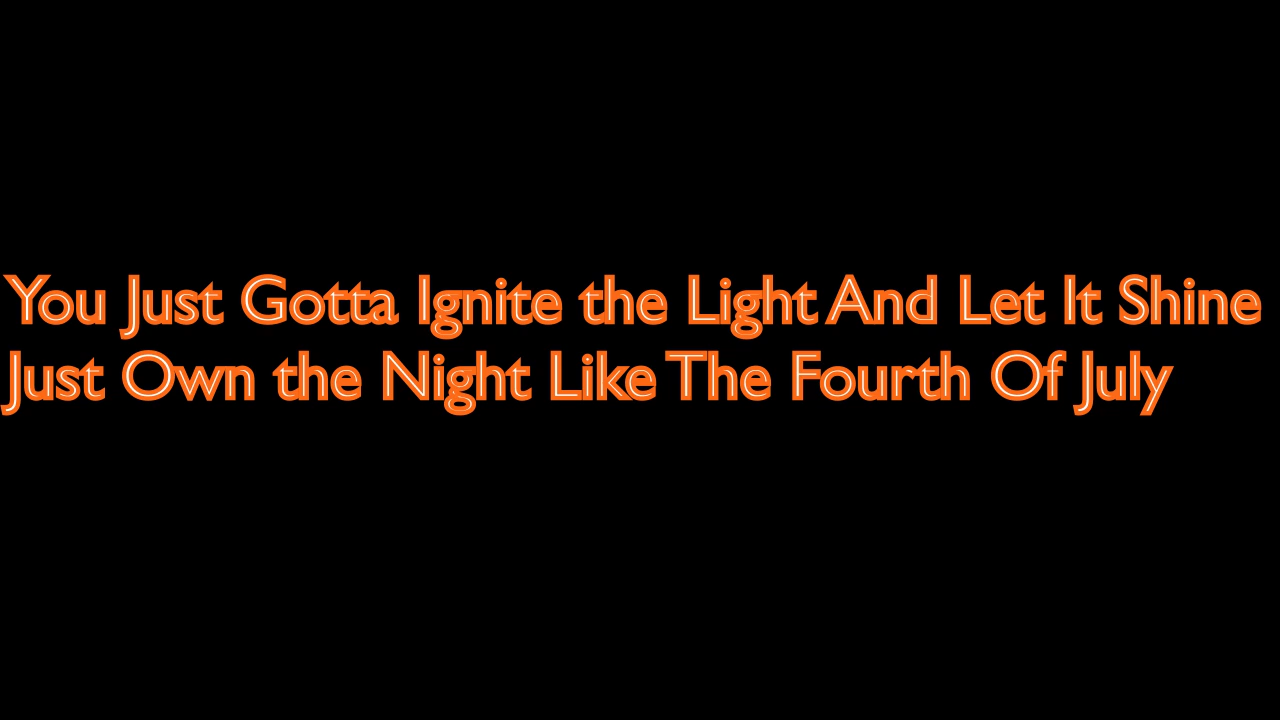 You Just Gotta Ignite the Light And Let It Shine
Just Own the Night Like The Fourth Of July